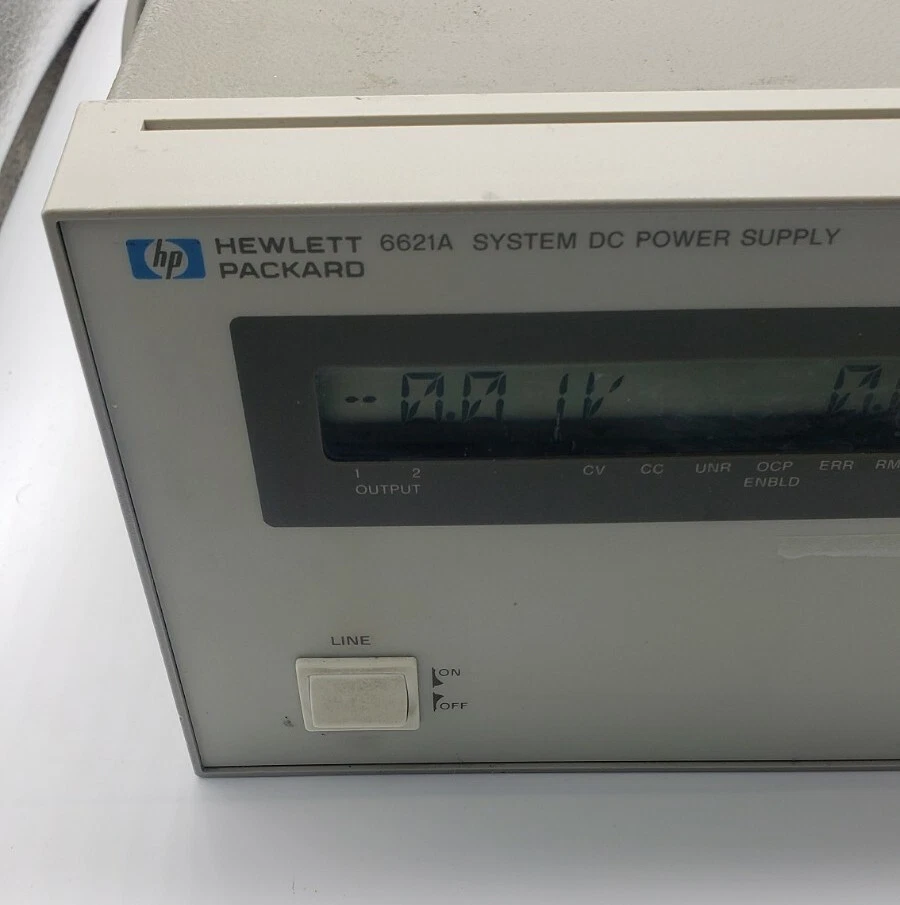 hp HEWLETT PACKARD 6621A SYSTEM DC POWER SUPPLY
-0.01V 0.
1 2 CV CC UNR OCP ERR
OUTPUT ENBLD
LINE
ON
OFF